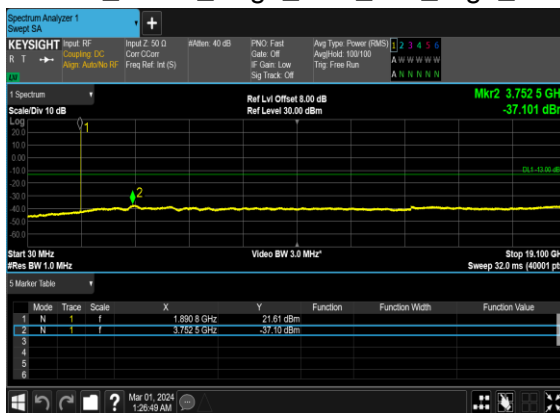 Spectrum Analyzer 1
Swept SA
+
KEYSIGHT Input: RF Input Z: 50 Ω #Atten: 40 dB PNO: Fast Avg Type: Power (RMS) 1 2 3 4 5 6
R T Coupling: DC Corr CCorr Gate: Off Avg|Hold: 100/100 A W W W W W
Align: Auto/No RF Freq Ref: Int (S) IF Gain: Low Trig: Free Run
Sig Track: Off A N N N N N
LXI
1 Spectrum Ref Lvl Offset 8.00 dB Mkr2 3.752 5 GH
Scale/Div 10 dB Ref Level 30.00 dBm -37.101 dBr
Log
20.0
10.0
0.00
-10.0
DL1 -13.00 dB
-20.0
-30.0
-40.0
-50.0
-60.0
1
2
Start 30 MHz Video BW 3.0 MHz* Stop 19.100 GH
#Res BW 1.0 MHz Sweep 32.0 ms (40001 pt
5 Marker Table
Mode Trace Scale X Y Function Function Width Function Value
1 N 1 f 1.890 8 GHz 21.61 dBm
2 N 1 f 3.752 5 GHz -37.10 dBm
3
4
5
6
? Mar 01, 2024
1:26:49 AM